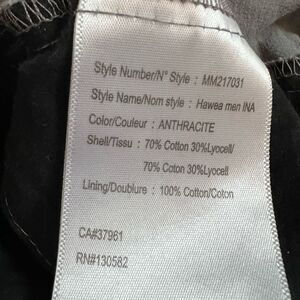 Style Number/N° Style : MM217031
Style Name/Nom style : Hawea men INA
Color/Couleur : ANTHRACITE
Shell/Tissu : 70% Cotton 30%Lyocell/
70% Coton 30%Lyocell
Lining/Doublure : 100% Cotton/Coton
CA#37961
RN#130582